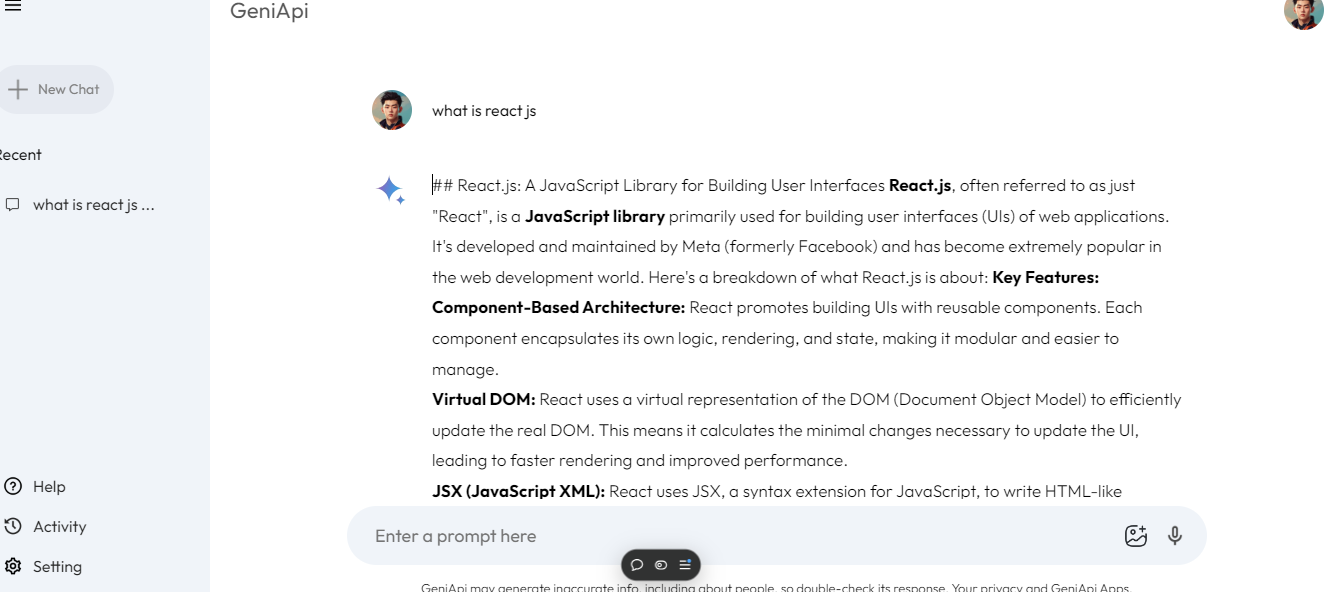 GeniApi
New Chat
Recent
what is react js ...
Help
Activity
Setting
what is react js
## React.js: A JavaScript Library for Building User Interfaces React.js, often referred to as just
"React", is a JavaScript library primarily used for building user interfaces (UIs) of web applications.
It's developed and maintained by Meta (formerly Facebook) and has become extremely popular in
the web development world. Here's a breakdown of what React.js is about: Key Features:
Component-Based Architecture: React promotes building UIs with reusable components. Each
component encapsulates its own logic, rendering, and state, making it modular and easier to
manage.
Virtual DOM: React uses a virtual representation of the DOM (Document Object Model) to efficiently
update the real DOM. This means it calculates the minimal changes necessary to update the UI,
leading to faster rendering and improved performance.
JSX (JavaScript XML): React uses JSX, a syntax extension for JavaScript, to write HTML-like
Enter a prompt here
GeniApi may generate inaccurate info, including about people, so double-check its response. Your privacy and GeniApi Apps.